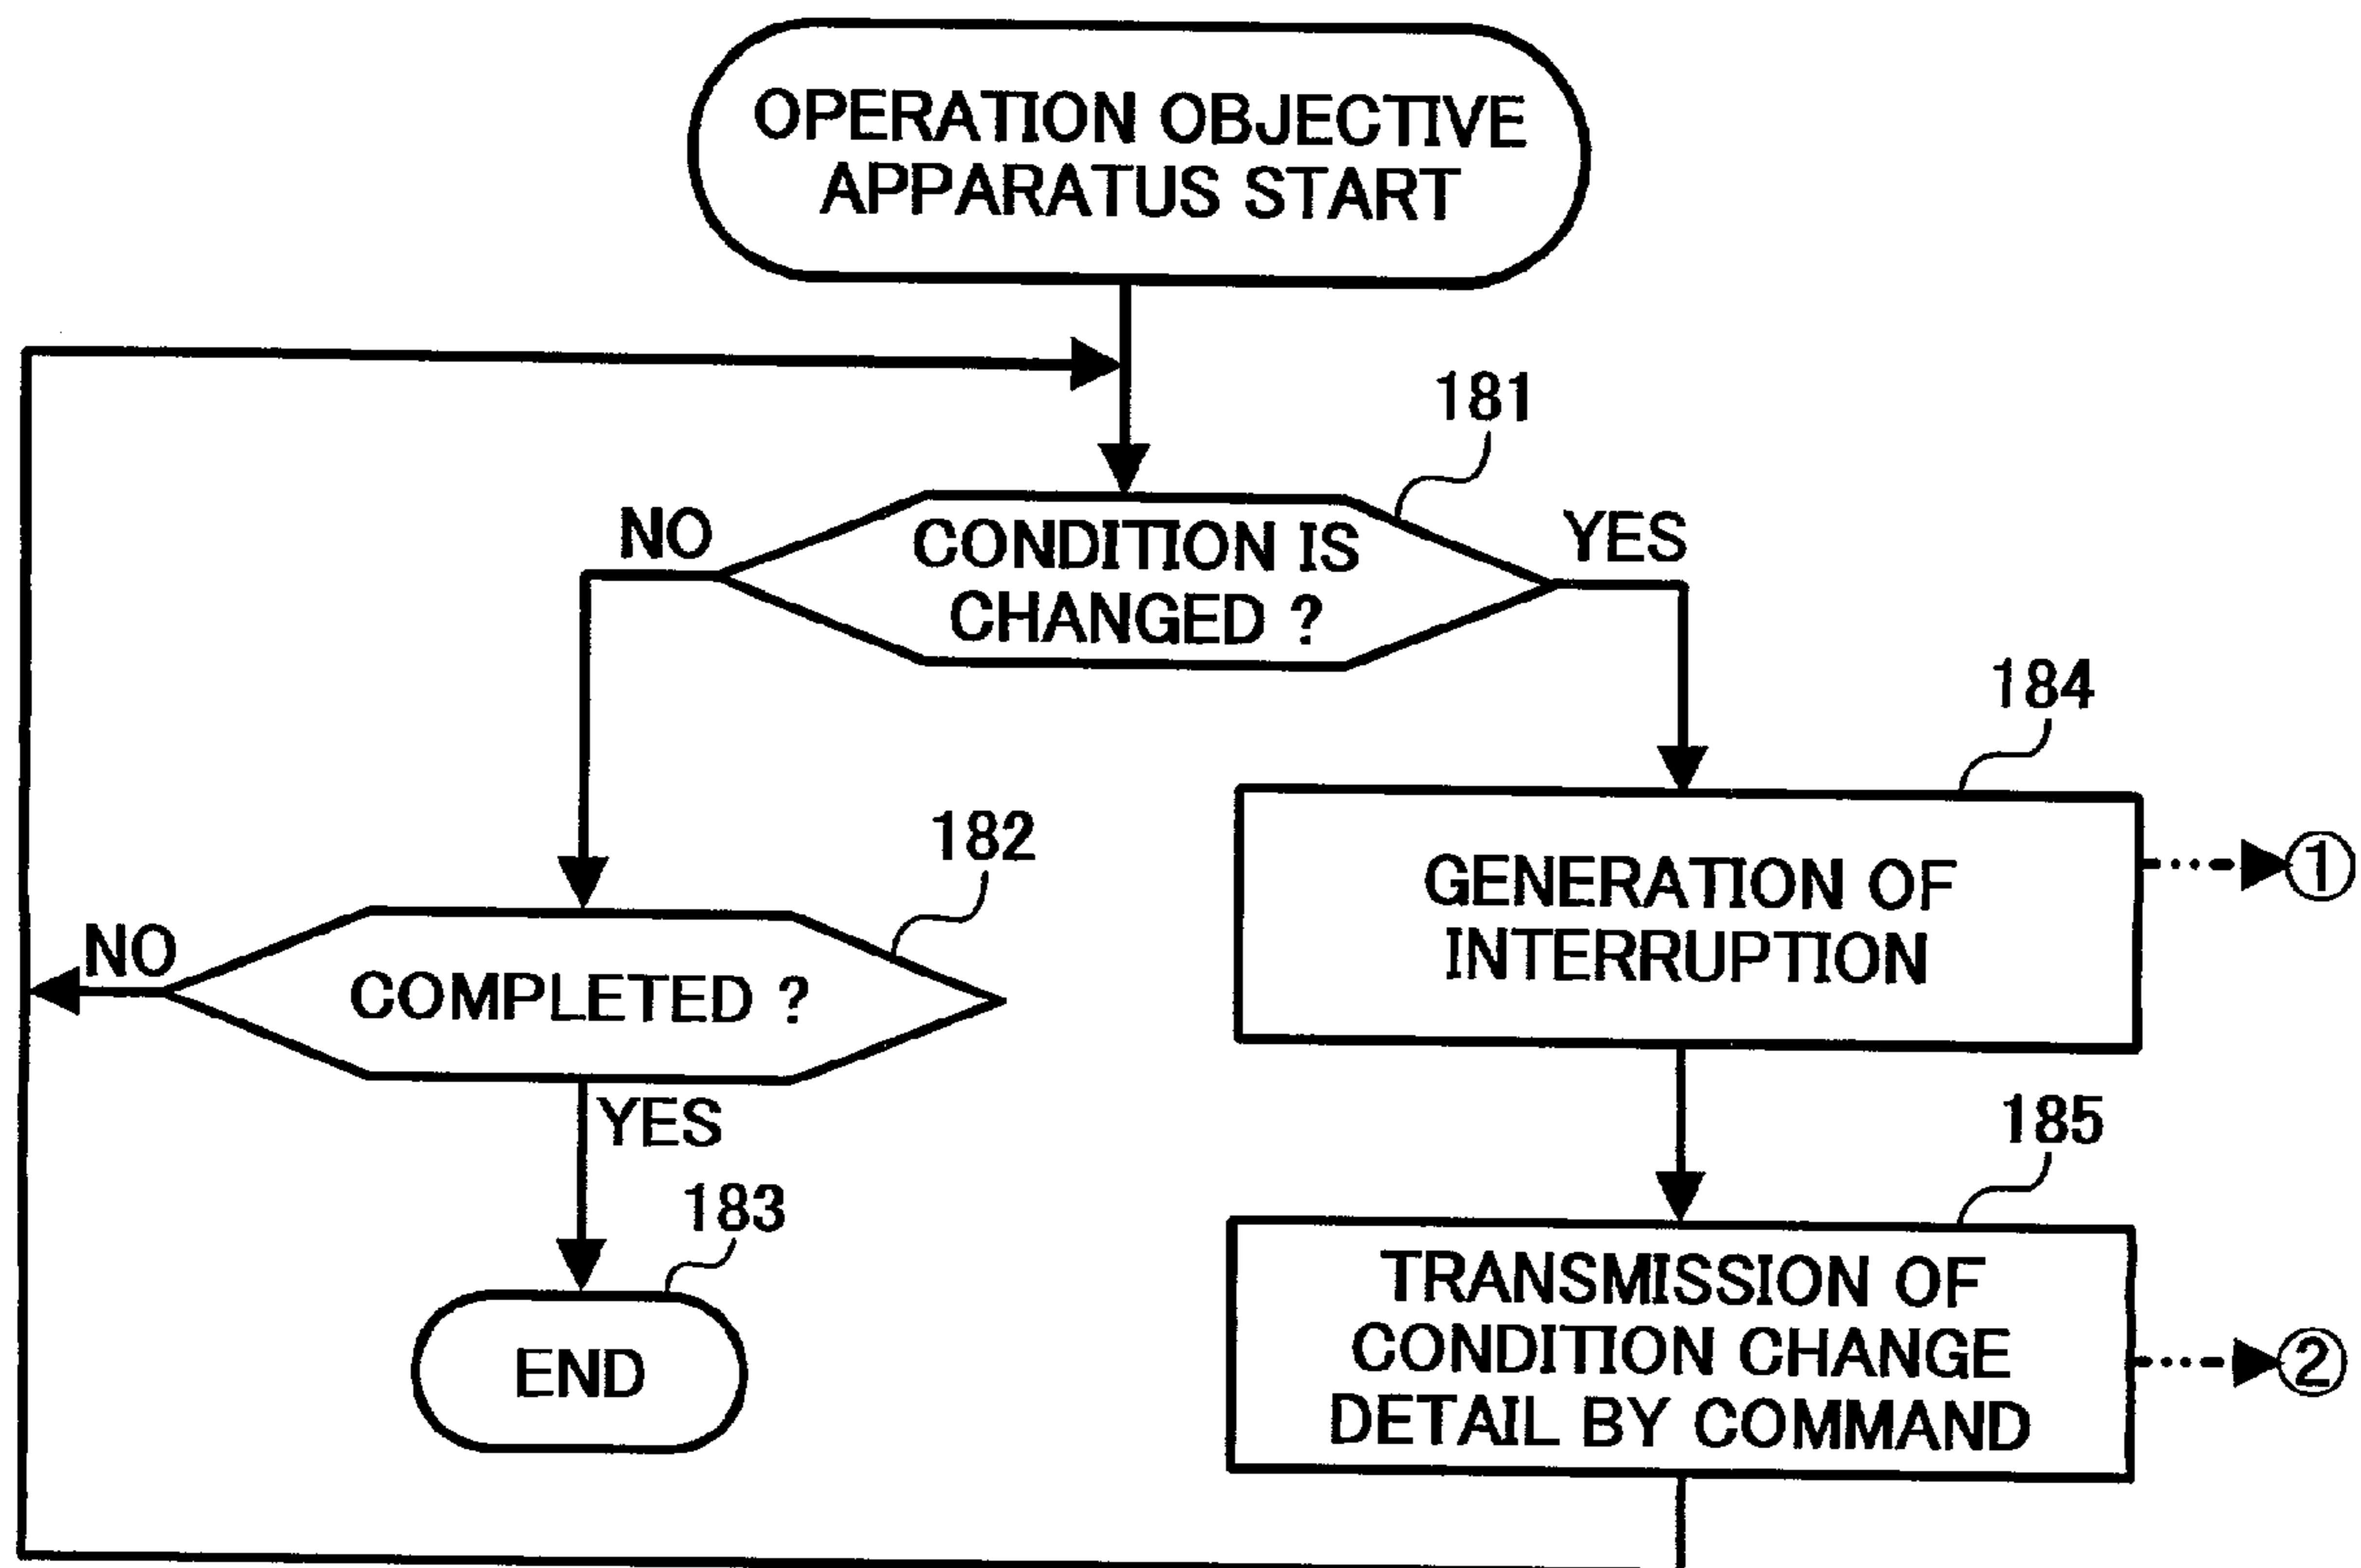 OPERATION OBJECTIVE
APPARATUS START
181
NO
CONDITION IS
CHANGED ?
YES
184
GENERATION OF
INTERRUPTION
①
182
NO
COMPLETED ?
YES
185
183
TRANSMISSION OF
CONDITION CHANGE
DETAIL BY COMMAND
②
END